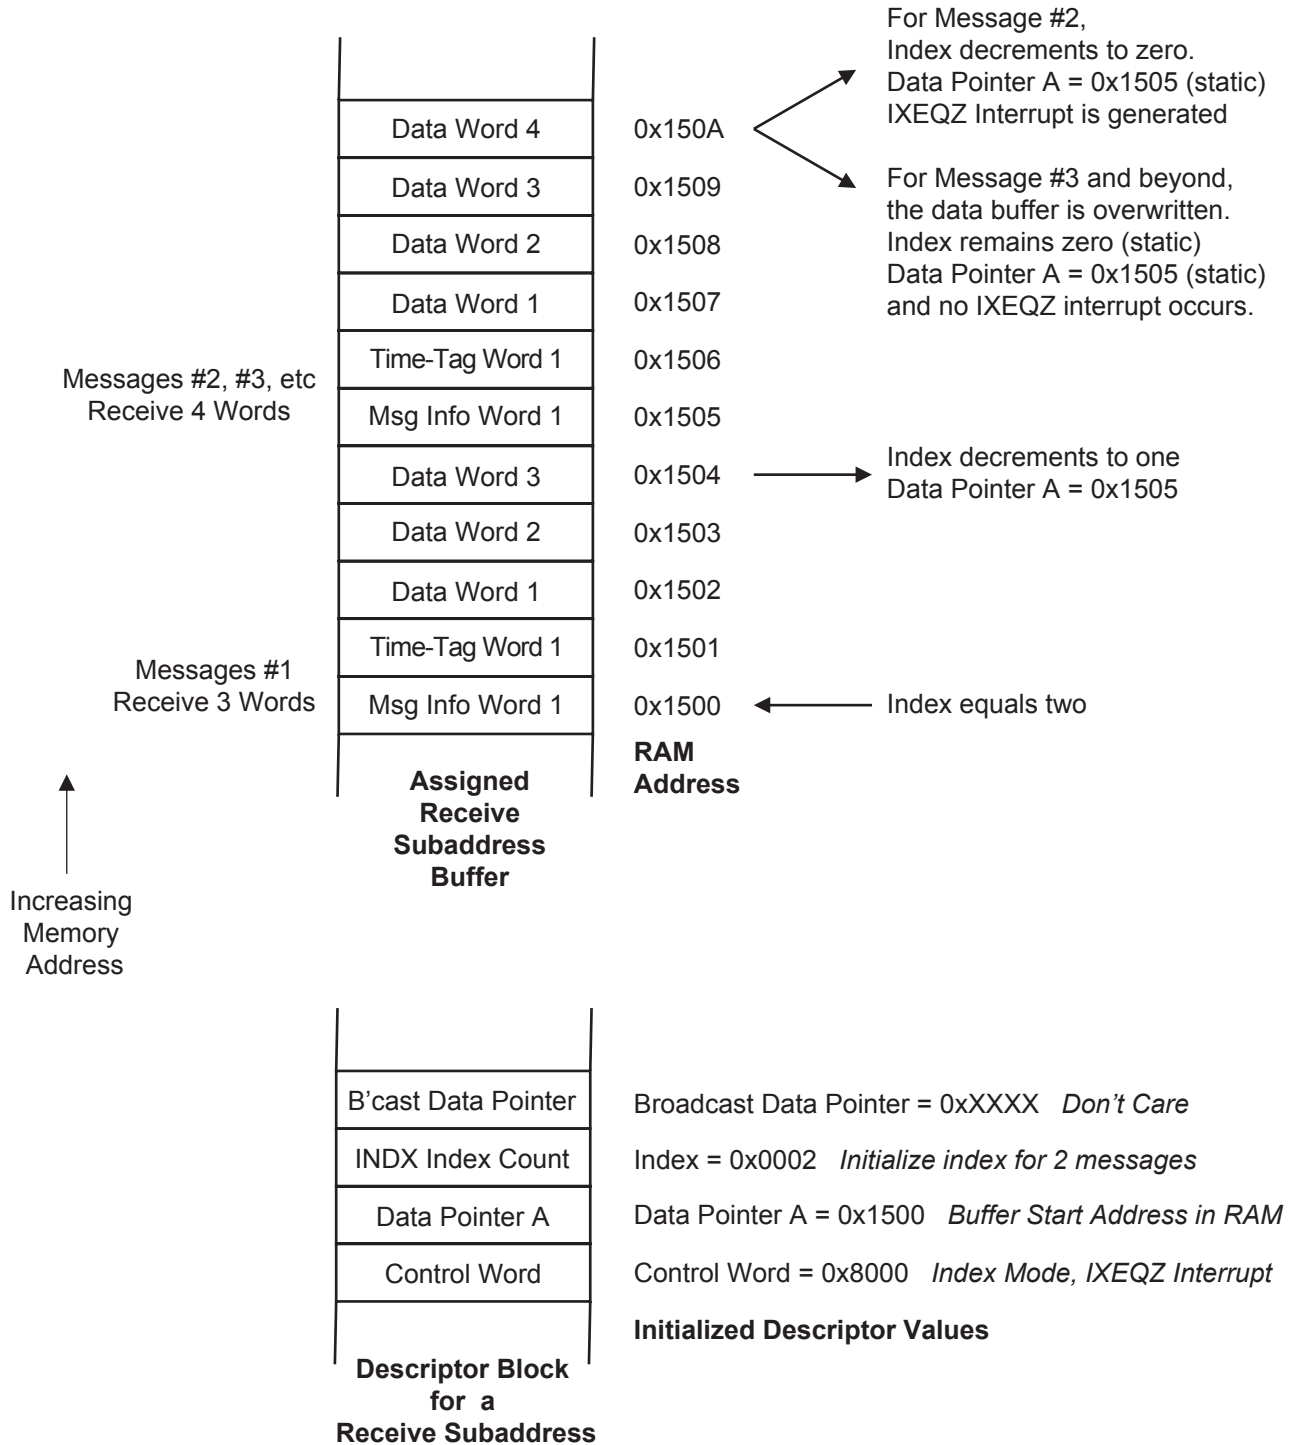 For Message #2,
Index decrements to zero.
Data Pointer A = 0x1505 (static)
IXEQZ Interrupt is generated
Data Word 4
0x150A
For Message #3 and beyond,
the data buffer is overwritten.
Index remains zero (static)
Data Pointer A = 0x1505 (static)
and no IXEQZ interrupt occurs.
Data Word 3
0x1509
Data Word 2
0x1508
Data Word 1
0x1507
Time-Tag Word 1
0x1506
Messages #2, #3, etc
Receive 4 Words
Msg Info Word 1
0x1505
Data Word 3
0x1504
Index decrements to one
Data Pointer A = 0x1505
Data Word 2
0x1503
Data Word 1
0x1502
Time-Tag Word 1
0x1501
Messages #1
Receive 3 Words
Msg Info Word 1
0x1500
Index equals two
RAM
Address
Assigned
Receive
Subaddress
Buffer
Increasing
Memory
Address
B'cast Data Pointer
Broadcast Data Pointer = 0xXXXX Don't Care
INDX Index Count
Index = 0x0002 Initialize index for 2 messages
Data Pointer A
Data Pointer A = 0x1500 Buffer Start Address in RAM
Control Word
Control Word = 0x8000 Index Mode, IXEQZ Interrupt
Initialized Descriptor Values
Descriptor Block
for a
Receive Subaddress